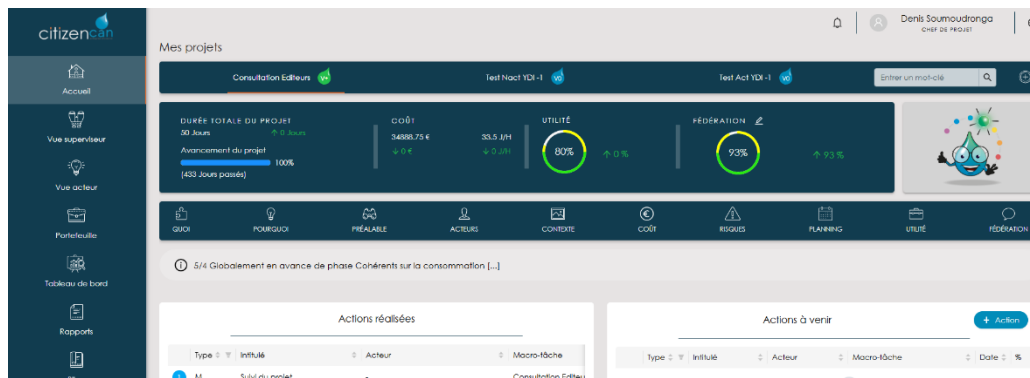 citizencan
Denis Soumoudronga
CHEF DE PROJET
Mes projets
Accueil
Consultation Editeurs V+
Test Nact YDI -1 V0
Test Act YDI -1 V0
Entrer un mot-clé
Vue superviseur
Vue acteur
Portefeuille
Tableau de bord
Rapports
DURÉE TOTALE DU PROJET
50 Jours ↑ 0 Jours
Avancement du projet
100%
(433 Jours passés)
COÛT
34888.75 € 33.5 J/H
↓ 0 € ↓ 0 J/H
UTILITÉ
80% ↑ 0 %
FÉDÉRATION
93% ↑ 93 %
QUOI POURQUOI PRÉALABLE ACTEURS CONTEXTE COÛT RISQUES PLANNING UTILITÉ FÉDÉRATION
5/4 Globalement en avance de phase Cohérents sur la consommation [...]
Actions réalisées
Type Intitulé Acteur Macro-tâche
M Suivi du projet - Consultation Editeu
Actions à venir
+ Action
Type Intitulé Acteur Macro-tâche Date %